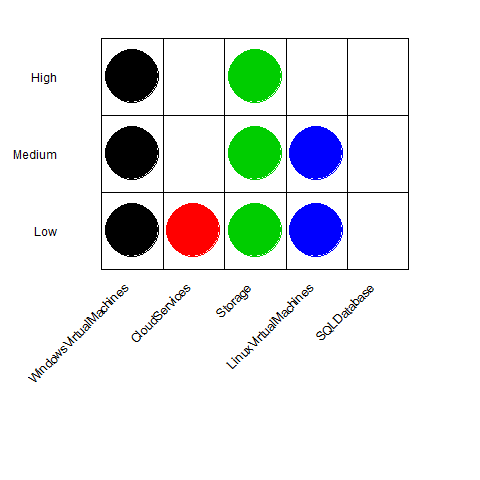 High
Medium
Low
WindowsVirtualMachines
CloudServices
Storage
LinuxVirtualMachines
SQLDatabase